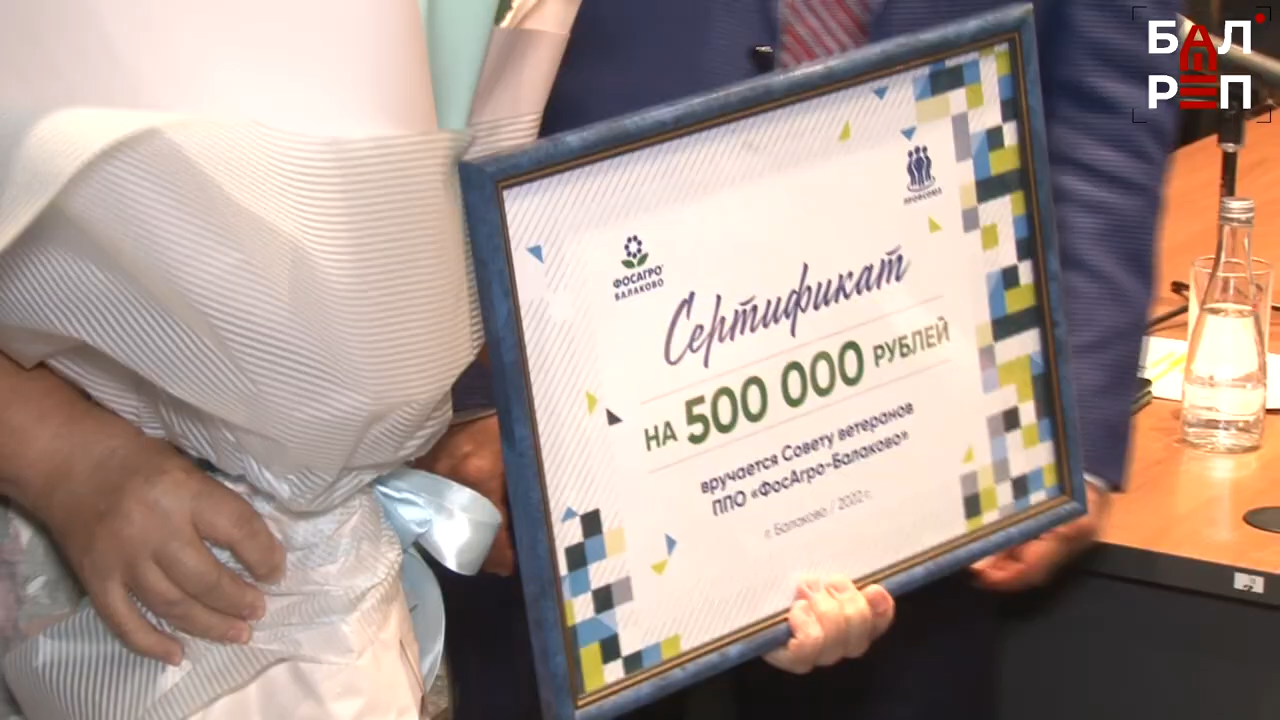 БАЛ
РЕП
ПРОФСОЮЗ
ФОСАГРО
БАЛАКОВО
Сертификат
НА 500 000 РУБЛЕЙ
вручается Совету ветеранов
ППО «ФосАгро-Балаково»
г. Балаково / 2022 г.